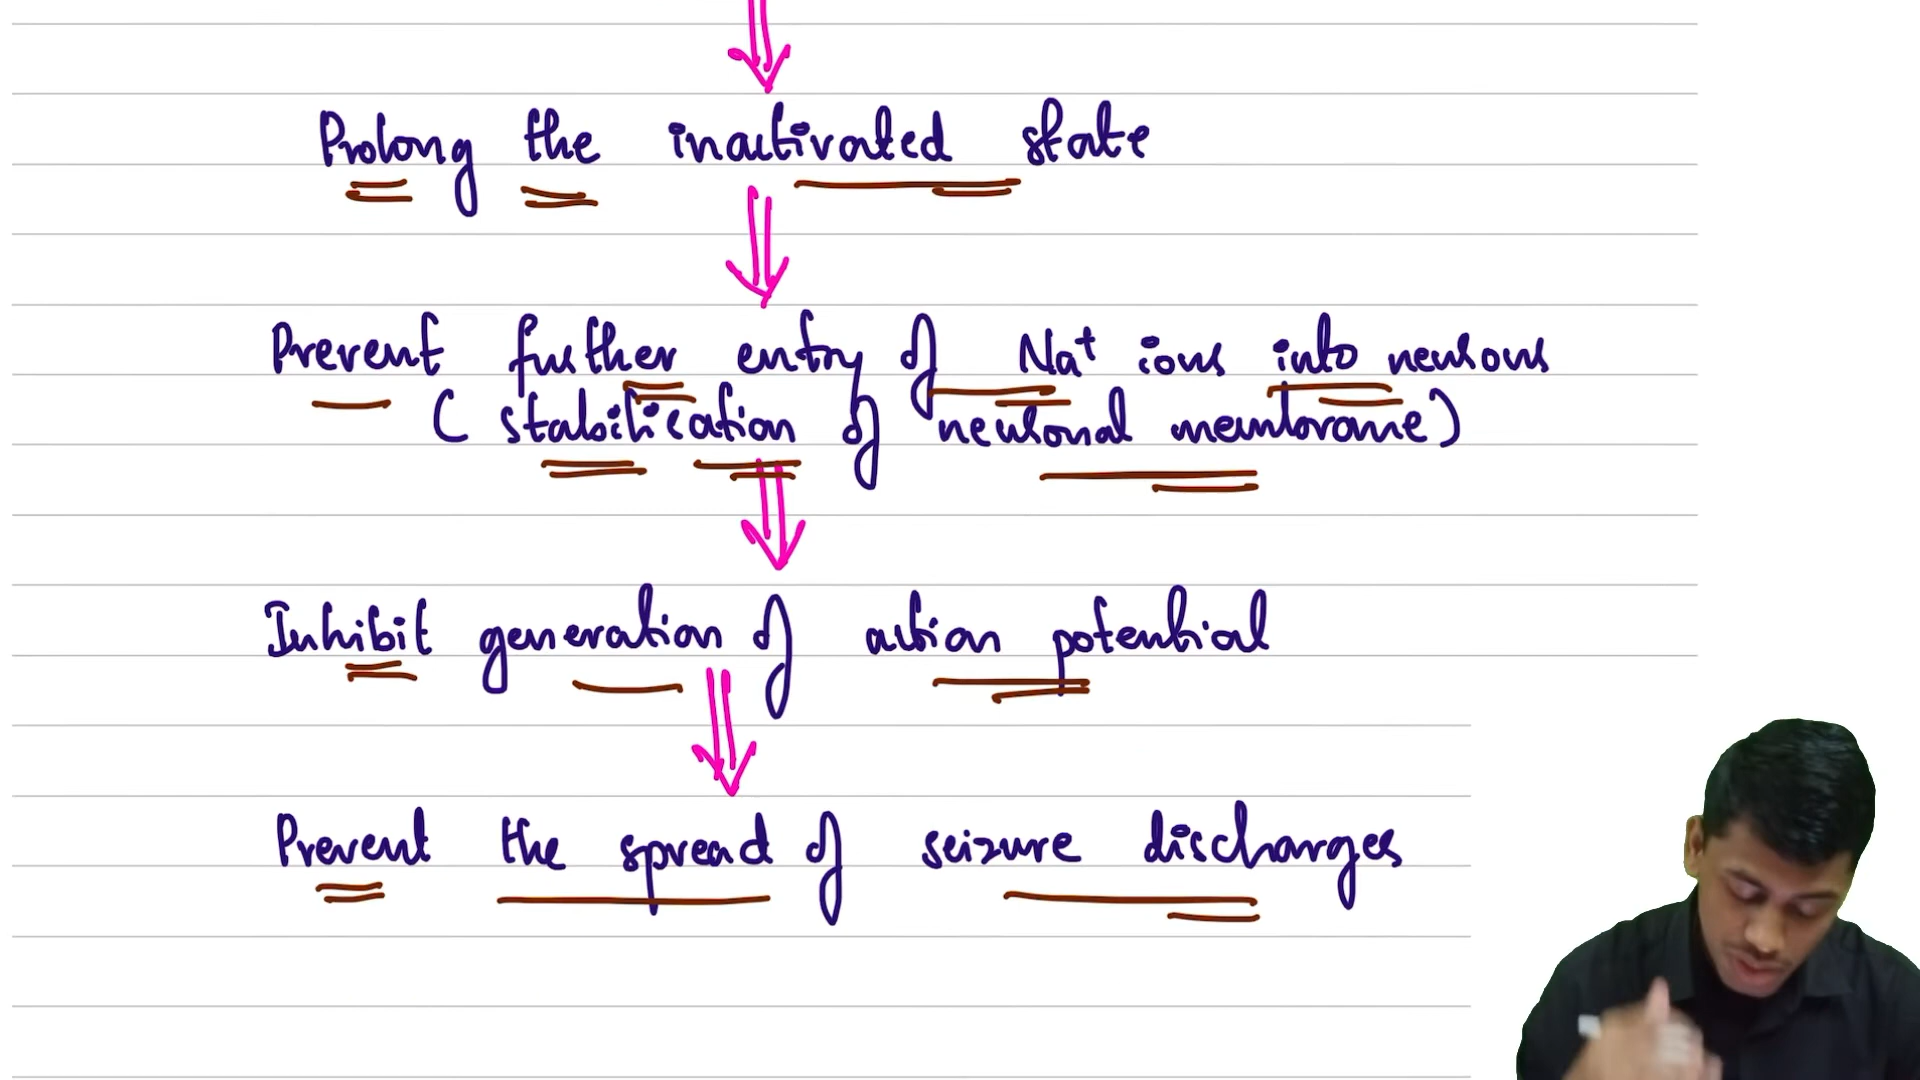 Prolong the inactivated state
Prevent further entry of Na⁺ ions into neurons
( stabilication of neuronal membrane)
Inhibit generation of action potential
Prevent the spread of seizure discharges